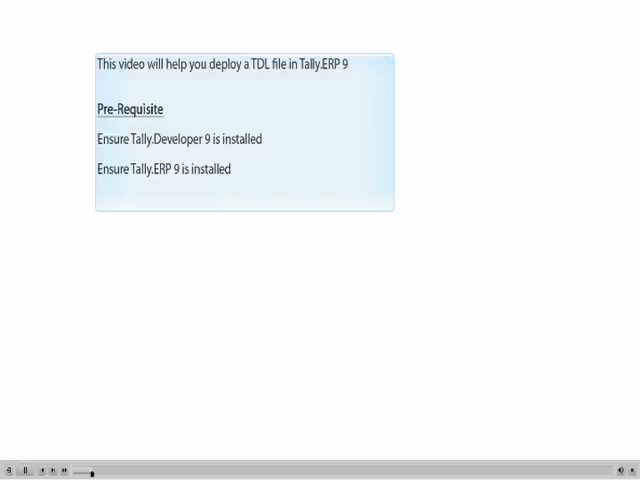 This video will help you deploy a TDL file in Tally.ERP 9
Pre-Requisite
Ensure Tally.Developer 9 is installed
Ensure Tally.ERP 9 is installed